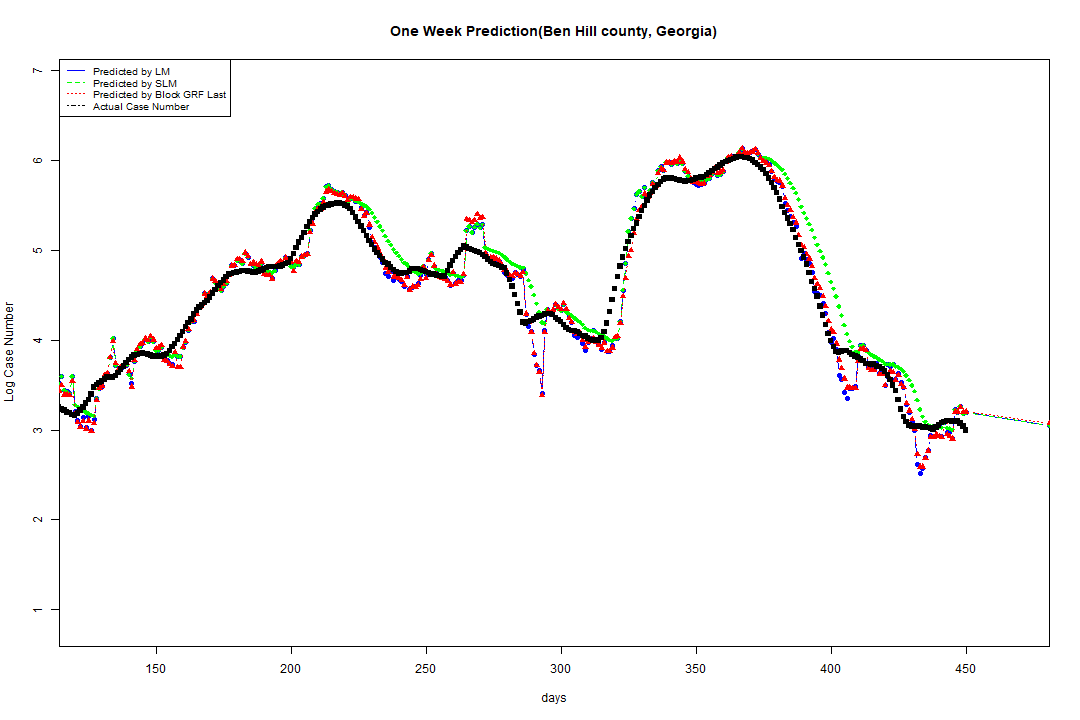 One Week Prediction(Ben Hill county, Georgia)
Predicted by LM
Predicted by SLM
Predicted by Block GRF Last
Actual Case Number
7
6
5
4
3
2
1
Log Case Number
150 200 250 300 350 400 450
days